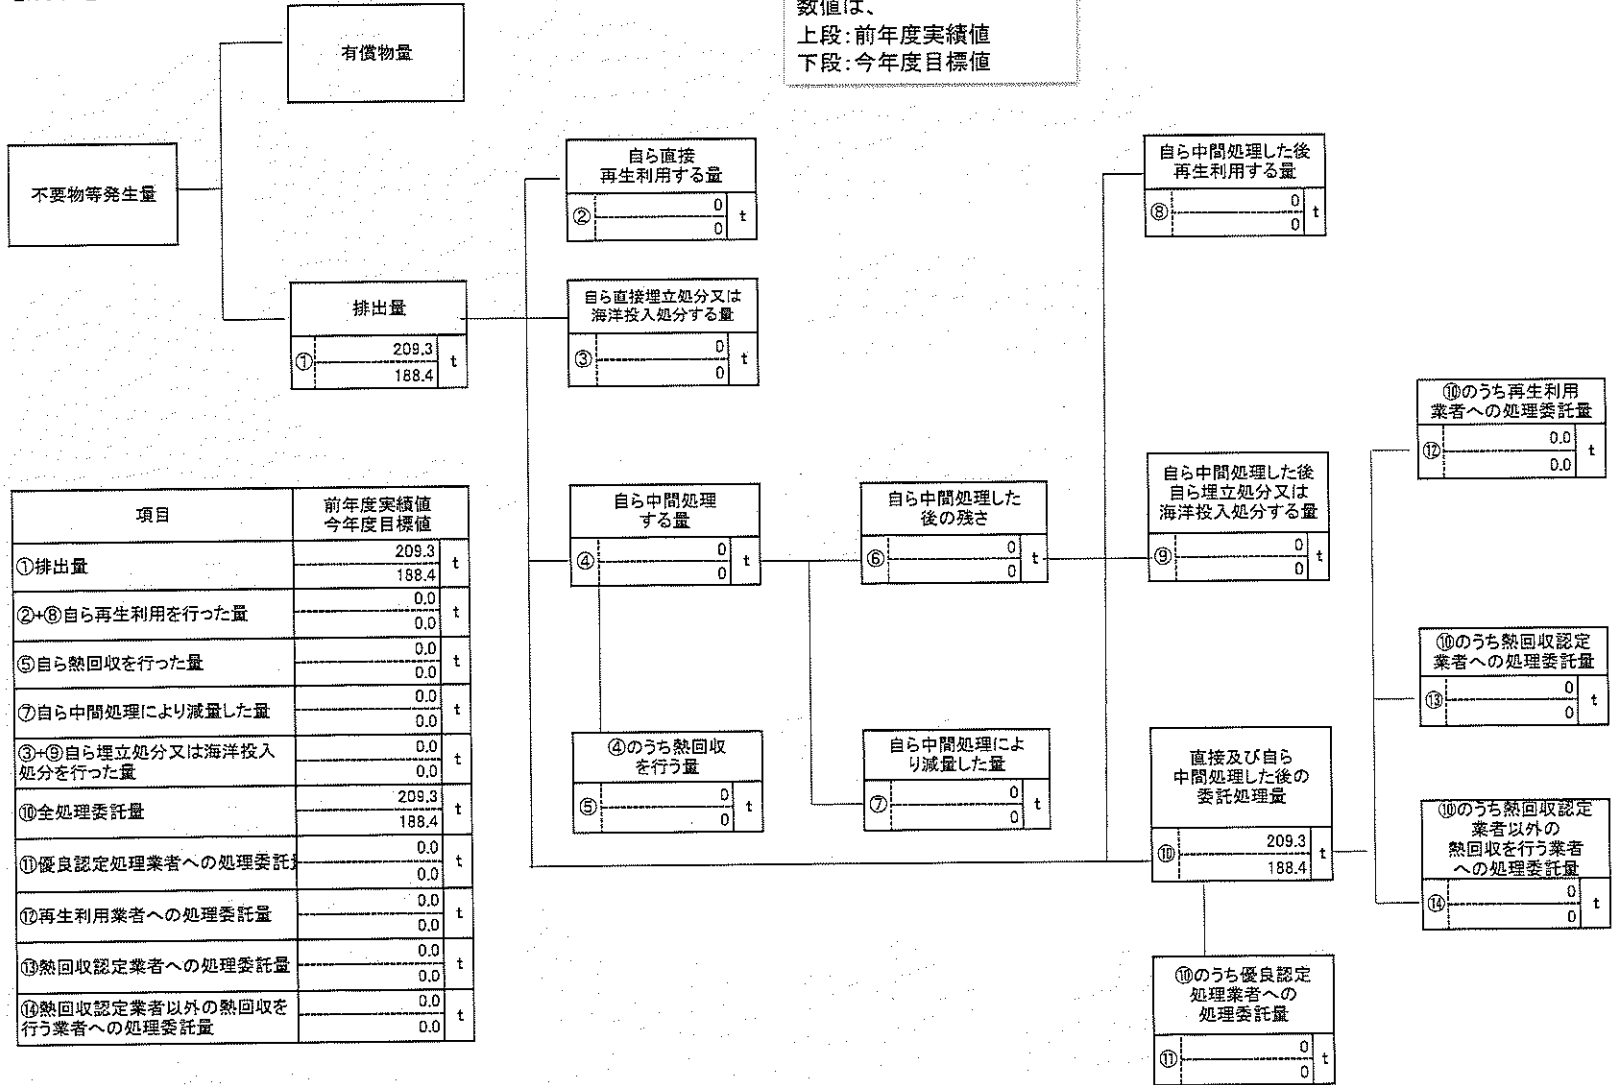 数値は、
上段：前年度実績値
下段：今年度目標値
有償物量
不要物等発生量
排出量
① 209.3 t
188.4
自ら直接
再生利用する量
② 0 t
0
自ら直接埋立処分又は
海洋投入処分する量
③ 0 t
0
自ら中間処理
する量
④ 0 t
0
④のうち熱回収
を行う量
⑤ 0 t
0
自ら中間処理した
後の残さ
⑥ 0 t
0
自ら中間処理によ
り減量した量
⑦ 0 t
0
自ら中間処理した後
再生利用する量
⑧ 0 t
0
自ら中間処理した後
自ら埋立処分又は
海洋投入処分する量
⑨ 0 t
0
直接及び自ら
中間処理した後の
委託処理量
⑩ 209.3 t
188.4
⑩のうち優良認定
処理業者への
処理委託量
⑪ 0 t
0
⑩のうち再生利用
業者への処理委託量
⑫ 0.0 t
0.0
⑩のうち熱回収認定
業者への処理委託量
⑬ 0 t
0
⑩のうち熱回収認定
業者以外の
熱回収を行う業者
への処理委託量
⑭ 0 t
0
項目 前年度実績値
今年度目標値
①排出量 209.3 t
188.4
②+⑧自ら再生利用を行った量 0.0 t
0.0
⑤自ら熱回収を行った量 0.0 t
0.0
⑦自ら中間処理により減量した量 0.0 t
0.0
③+⑨自ら埋立処分又は海洋投入
処分を行った量 0.0 t
0.0
⑩全処理委託量 209.3 t
188.4
⑪優良認定処理業者への処理委託 0.0 t
0.0
⑫再生利用業者への処理委託量 0.0 t
0.0
⑬熱回収認定業者への処理委託量 0.0 t
0.0
⑭熱回収認定業者以外の熱回収を
行う業者への処理委託量 0.0 t
0.0